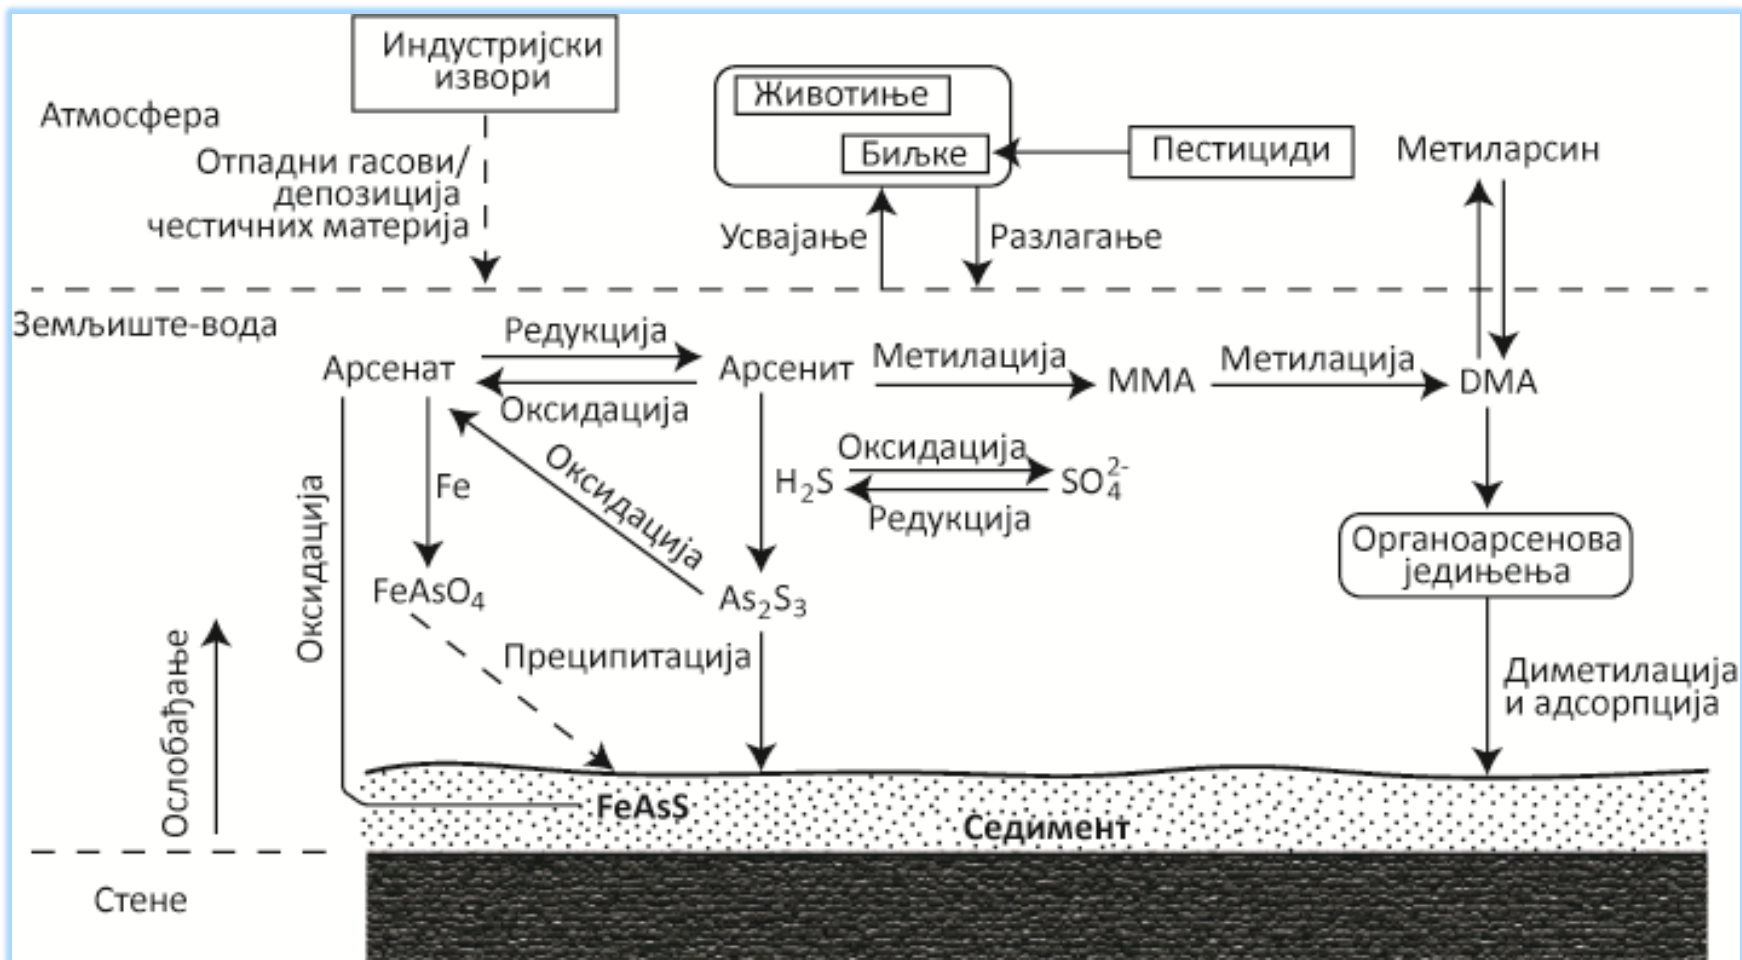 Индустријски
извори
Атмосфера
Отпадни гасови/
депозиција
честичних материја
Животиње
Биљке
Пестициди
Метиларсин
Усвајање
Разлагање
Земљиште-вода
Арсенат
Редукција
Оксидација
Арсенит
Метилација
MMA
Метилација
DMA
Оксидација
Fe
Оксидација
H₂S
Оксидација
Редукција
SO₄²⁻
FeAsO₄
As₂S₃
Органоарсенова
једињења
Преципитација
Диметилација
и адсорпција
Ослобађање
FeAsS
Седимент
Стене